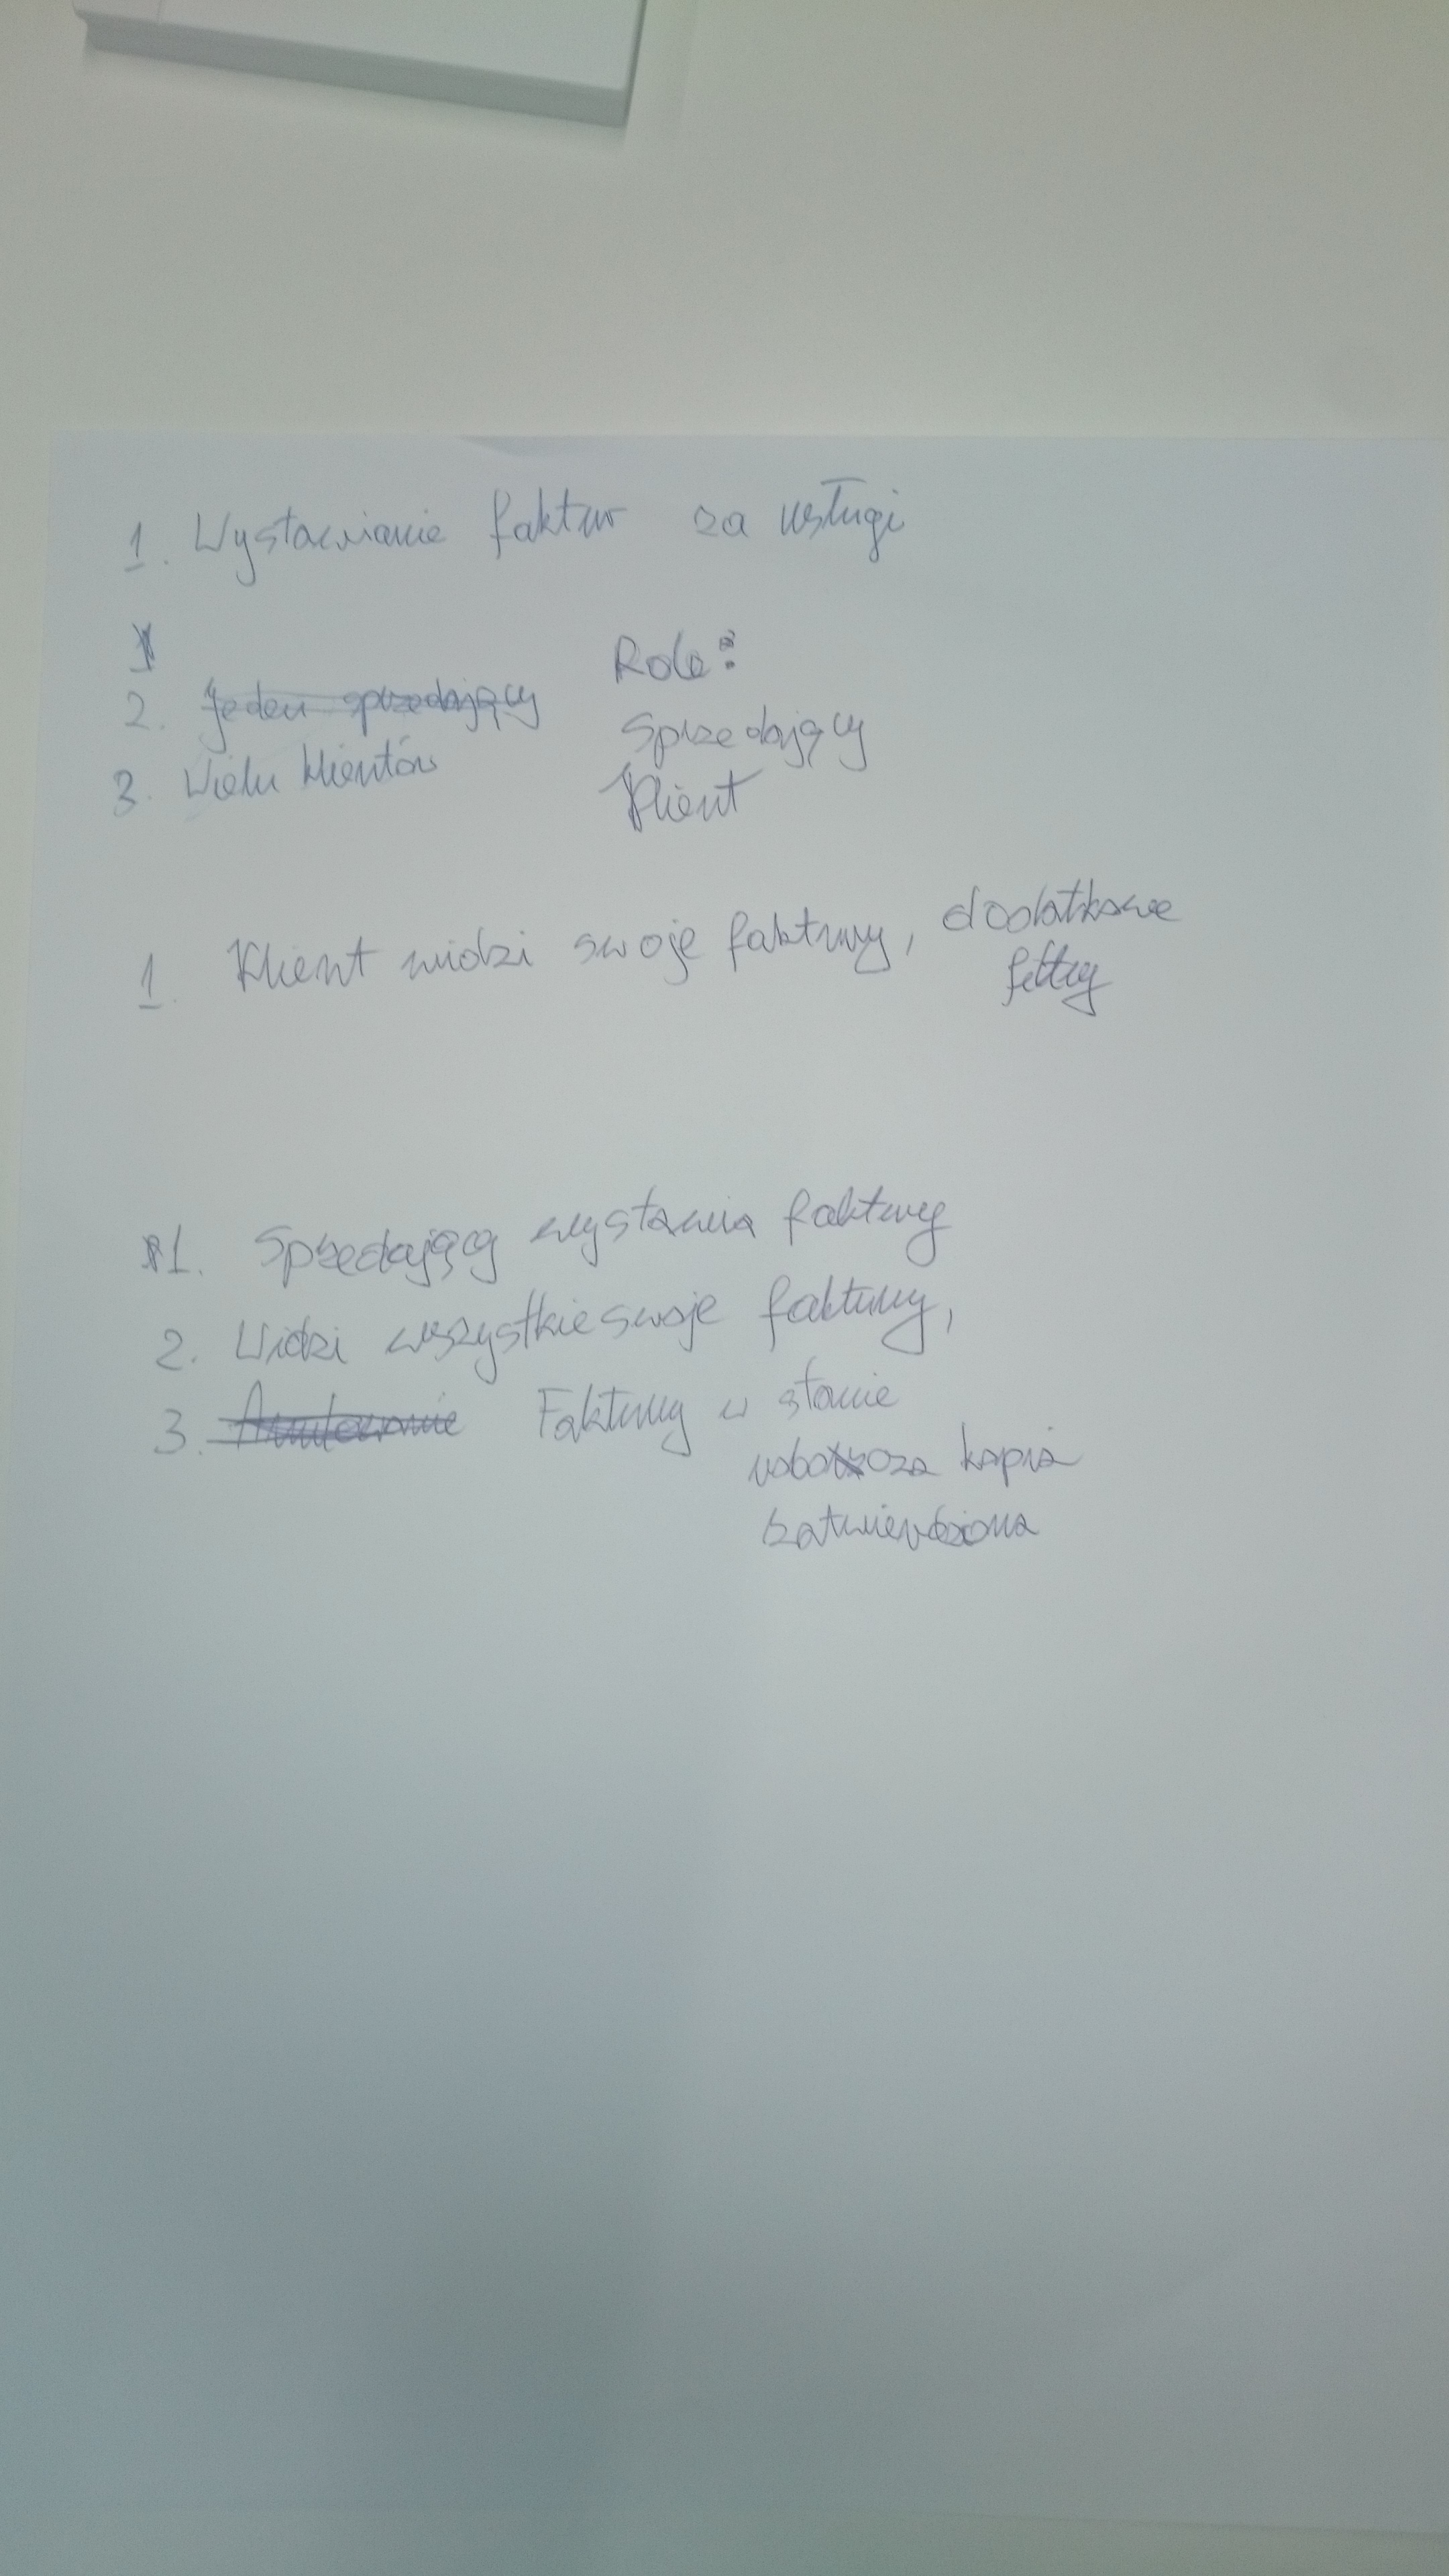 1. Wystawianie faktur za usługi
Role:
2. Jeden sprzedający
Sprzedający
3. Wielu klientów
Klient
1. Klient widzi swoje faktury, dodatkowe
filtry
1. Sprzedający wystawia faktury
2. Widzi wszystkie swoje faktury,
3. Faktury w stanie
robocza kopia
zatwierdzona